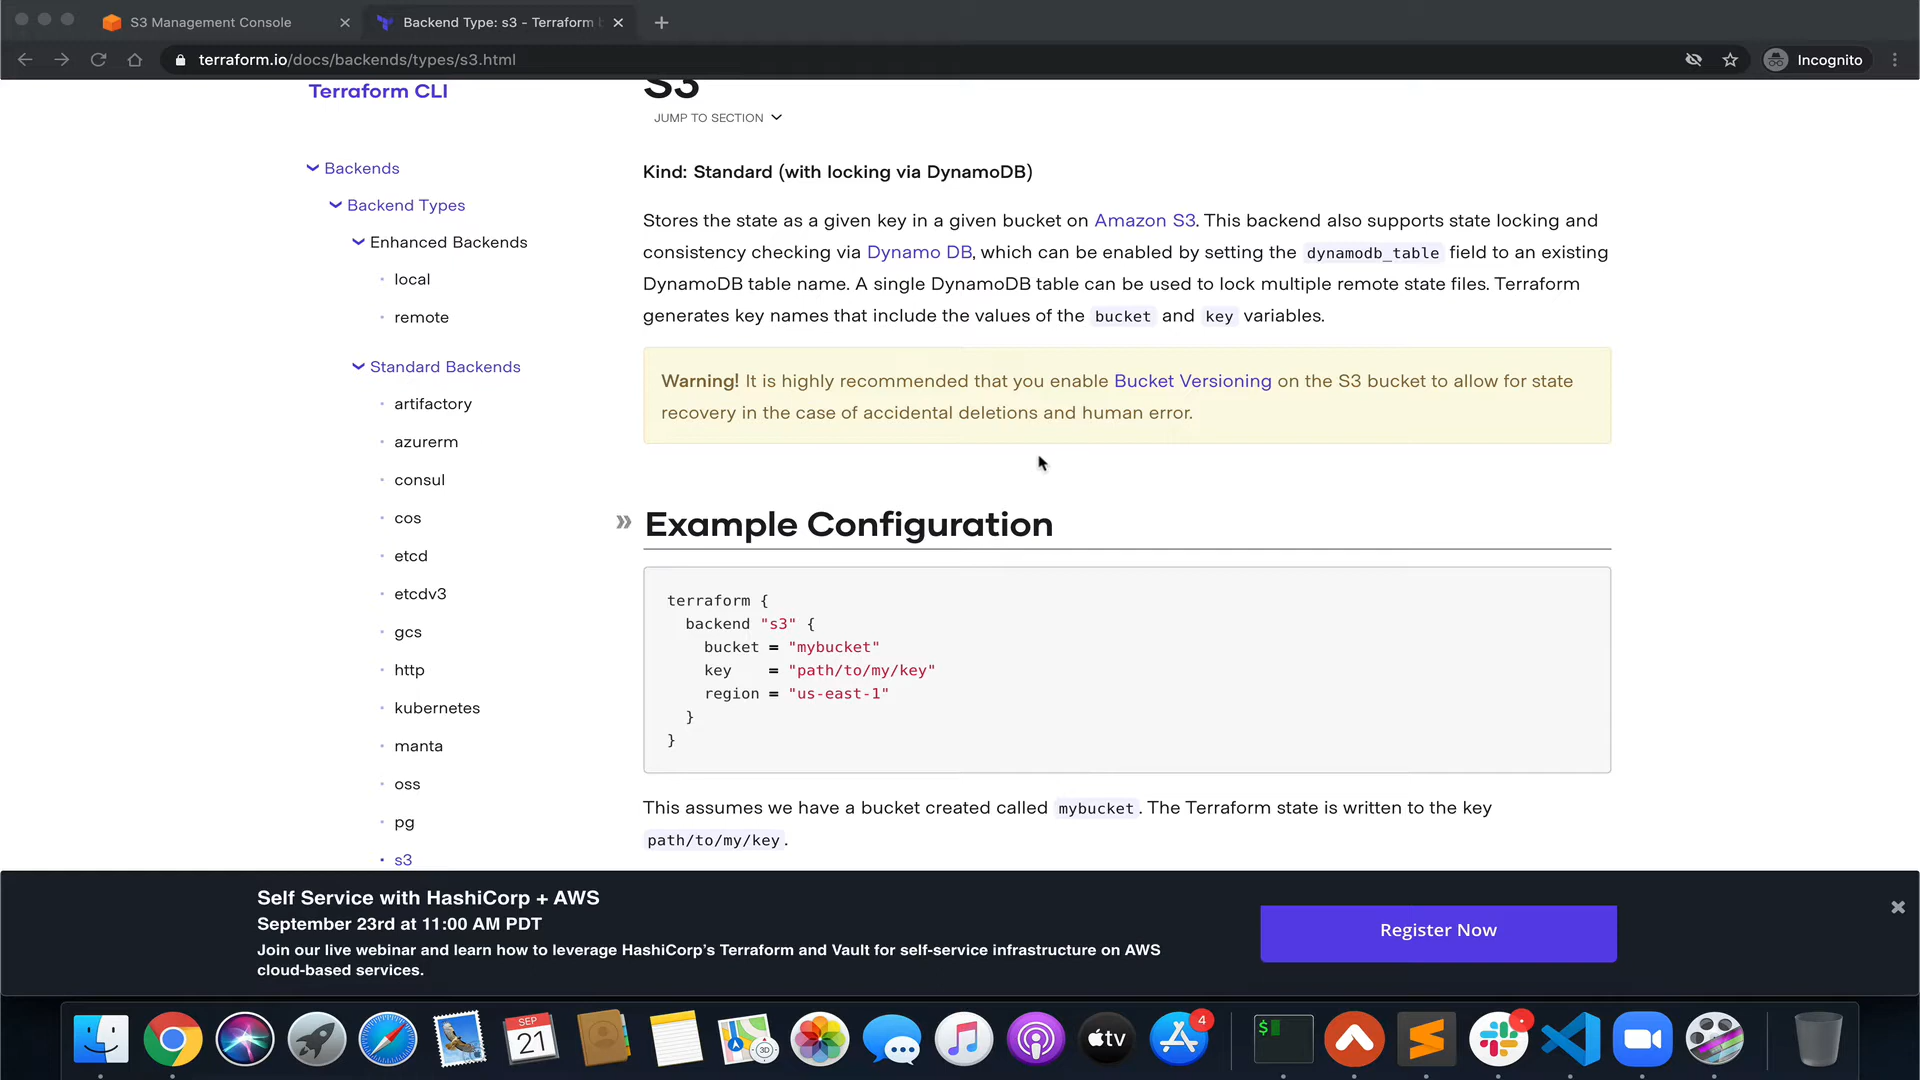 S3 Management Console
Backend Type: s3 - Terraform
terraform.io/docs/backends/types/s3.html
Incognito
Terraform CLI
S3
JUMP TO SECTION
Backends
Backend Types
Enhanced Backends
local
remote
Standard Backends
artifactory
azurerm
consul
cos
etcd
etcdv3
gcs
http
kubernetes
manta
oss
pg
s3
Kind: Standard (with locking via DynamoDB)
Stores the state as a given key in a given bucket on Amazon S3. This backend also supports state locking and
consistency checking via Dynamo DB, which can be enabled by setting the dynamodb_table field to an existing
DynamoDB table name. A single DynamoDB table can be used to lock multiple remote state files. Terraform
generates key names that include the values of the bucket and key variables.
Warning! It is highly recommended that you enable Bucket Versioning on the S3 bucket to allow for state
recovery in the case of accidental deletions and human error.
» Example Configuration
terraform {
backend "s3" {
bucket = "mybucket"
key = "path/to/my/key"
region = "us-east-1"
}
}
This assumes we have a bucket created called mybucket. The Terraform state is written to the key
path/to/my/key.
Self Service with HashiCorp + AWS
September 23rd at 11:00 AM PDT
Join our live webinar and learn how to leverage HashiCorp's Terraform and Vault for self-service infrastructure on AWS
cloud-based services.
Register Now
SEP
21
3D
tv
4
$